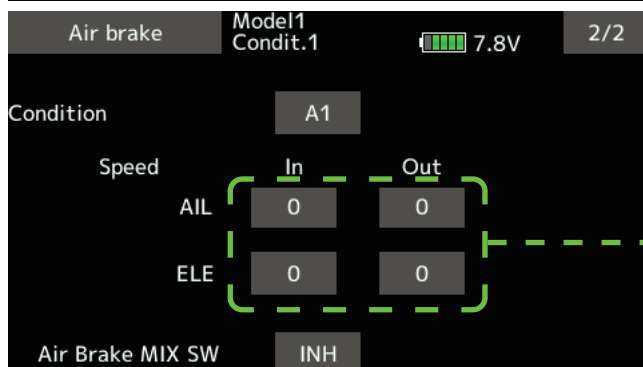 Air brake Model1 7.8V 2/2
Condit.1
Condition A1
Speed In Out
AIL 0 0
ELE 0 0
Air Brake MIX SW INH